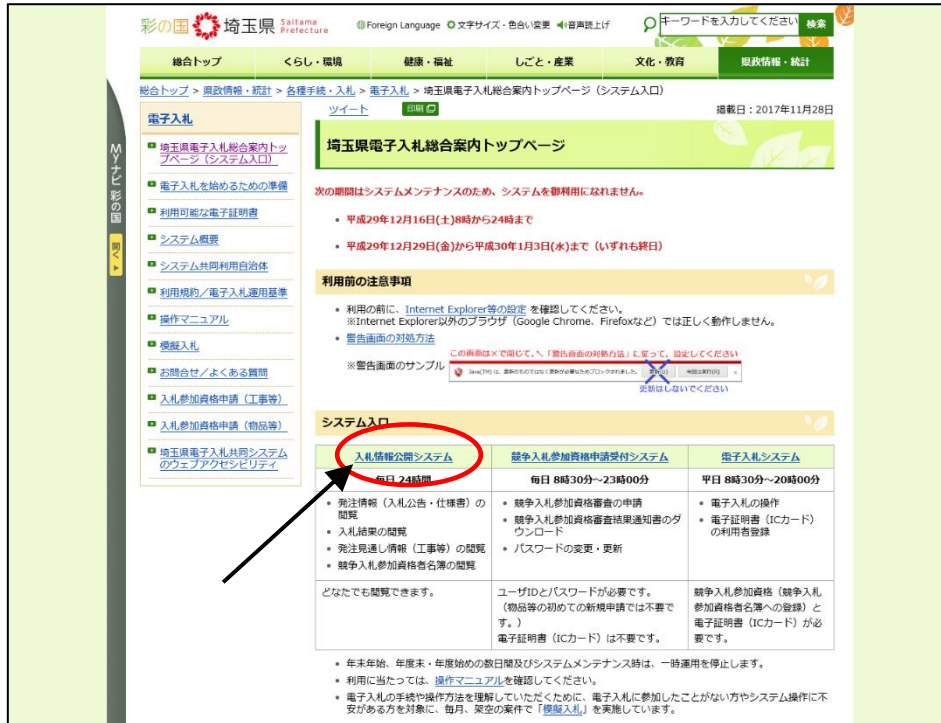 彩の国 埼玉県 Saitama Prefecture
Foreign Language 文字サイズ・色合い変更 音声読上げ
キーワードを入力してください 検索
総合トップ くらし・環境 健康・福祉 しごと・産業 文化・教育 県政情報・統計
総合トップ > 県政情報・統計 > 各種手続・入札 > 電子入札 > 埼玉県電子入札総合案内トップページ（システム入口）
Myナビ彩の国
開く
電子入札
埼玉県電子入札総合案内トッ
プページ（システム入口）
電子入札を始めるための準備
利用可能な電子証明書
システム概要
システム共同利用自治体
利用規約／電子入札運用基準
操作マニュアル
模擬入札
お問合せ／よくある質問
入札参加資格申請（工事等）
入札参加資格申請（物品等）
埼玉県電子入札共同システム
のウェブアクセシビリティ
ツイート 印刷 掲載日：2017年11月28日
埼玉県電子入札総合案内トップページ
次の期間はシステムメンテナンスのため、システムを御利用になれません。
平成29年12月16日(土)8時から24時まで
平成29年12月29日(金)から平成30年1月3日(水)まで（いずれも終日）
利用前の注意事項
利用の前に、Internet Explorer等の設定 を確認してください。
※Internet Explorer以外のブラウザ（Google Chrome、Firefoxなど）では正しく動作しません。
警告画面の対処方法
この画面は×で閉じて、＼「警告画面の対処方法」に従って、設定してください
※警告画面のサンプル
Java(TM) は、最新のものではなく更新が必要なためブロックされました。 更新(U) 今回は実行(R) ×
更新はしないでください
システム入口
入札情報公開システム
毎日 24時間
発注情報（入札公告・仕様書）の
閲覧
入札結果の閲覧
発注見通し情報（工事等）の閲覧
競争入札参加資格者名簿の閲覧
どなたでも閲覧できます。
競争入札参加資格申請受付システム
毎日 8時30分～23時00分
競争入札参加資格審査の申請
競争入札参加資格審査結果通知書のダ
ウンロード
パスワードの変更・更新
ユーザIDとパスワードが必要です。
（物品等の初めての新規申請では不要で
す。）
電子証明書（ICカード）は不要です。
電子入札システム
平日 8時30分～20時00分
電子入札の操作
電子証明書（ICカード）
の利用者登録
競争入札参加資格（競争入札
参加資格者名簿への登録）と
電子証明書（ICカード）が必
要です。
年末年始、年度末・年度始めの数日間及びシステムメンテナンス時は、一時運用を停止します。
利用に当たっては、操作マニュアルを確認してください。
電子入札の手続や操作方法を理解していただくために、電子入札に参加したことがない方やシステム操作に不
安がある方を対象に、毎月、架空の案件で「模擬入札」を実施しています。